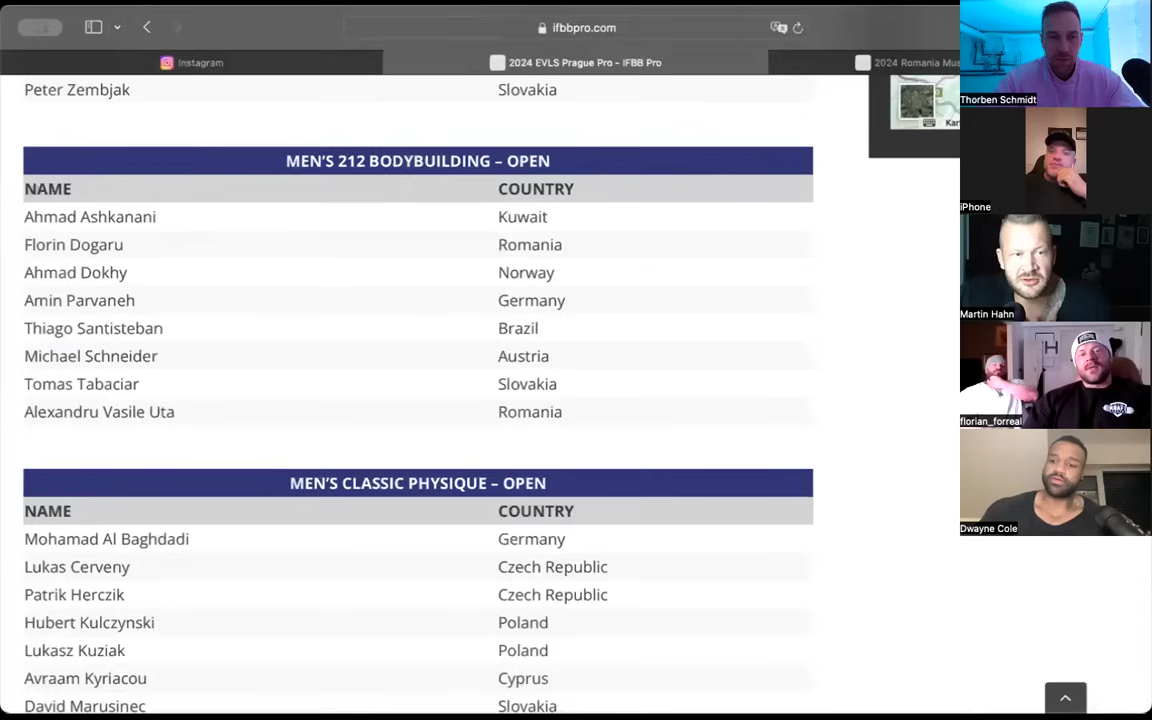 ifbbpro.com
Instagram
2024 EVLS Prague Pro – IFBB Pro
2024 Romania Mus
Peter Zembjak Slovakia
MEN'S 212 BODYBUILDING – OPEN
NAME COUNTRY
Ahmad Ashkanani Kuwait
Florin Dogaru Romania
Ahmad Dokhy Norway
Amin Parvaneh Germany
Thiago Santisteban Brazil
Michael Schneider Austria
Tomas Tabaciar Slovakia
Alexandru Vasile Uta Romania
MEN'S CLASSIC PHYSIQUE – OPEN
NAME COUNTRY
Mohamad Al Baghdadi Germany
Lukas Cerveny Czech Republic
Patrik Herczik Czech Republic
Hubert Kulczynski Poland
Lukasz Kuziak Poland
Avraam Kyriacou Cyprus
David Marusinec Slovakia
Kar
Thorben Schmidt
iPhone
Martin Hahn
florian_forreal
Dwayne Cole